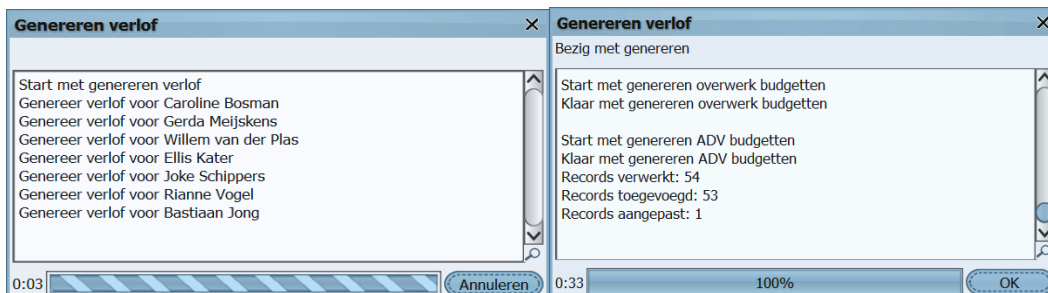 Genereren verlof
Start met genereren verlof
Genereer verlof voor Caroline Bosman
Genereer verlof voor Gerda Meijskens
Genereer verlof voor Willem van der Plas
Genereer verlof voor Ellis Kater
Genereer verlof voor Joke Schippers
Genereer verlof voor Rianne Vogel
Genereer verlof voor Bastiaan Jong
0:03 Annuleren
Genereren verlof
Bezig met genereren
Start met genereren overwerk budgetten
Klaar met genereren overwerk budgetten
Start met genereren ADV budgetten
Klaar met genereren ADV budgetten
Records verwerkt: 54
Records toegevoegd: 53
Records aangepast: 1
0:33 100% OK